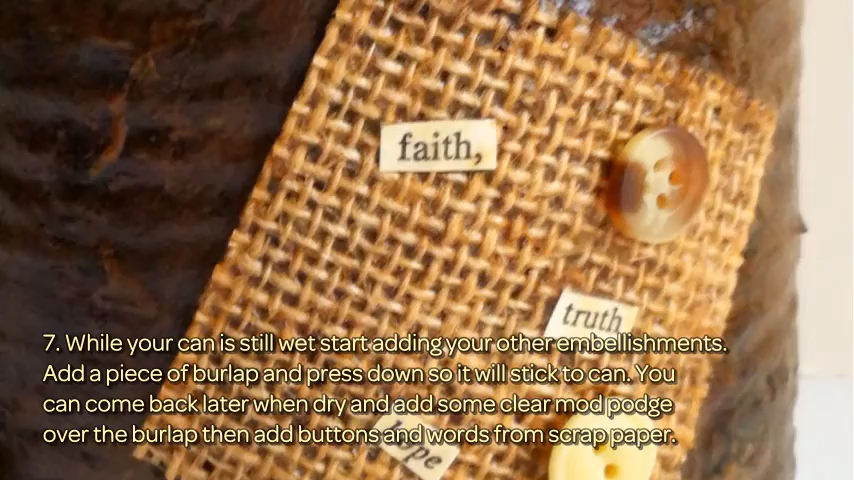 faith,
truth
7. While your can is still wet start adding your other embellishments.
Add a piece of burlap and press down so it will stick to can. You
can come back later when dry and add some clear mod podge
over the burlap then add buttons and words from scrap paper.
hope